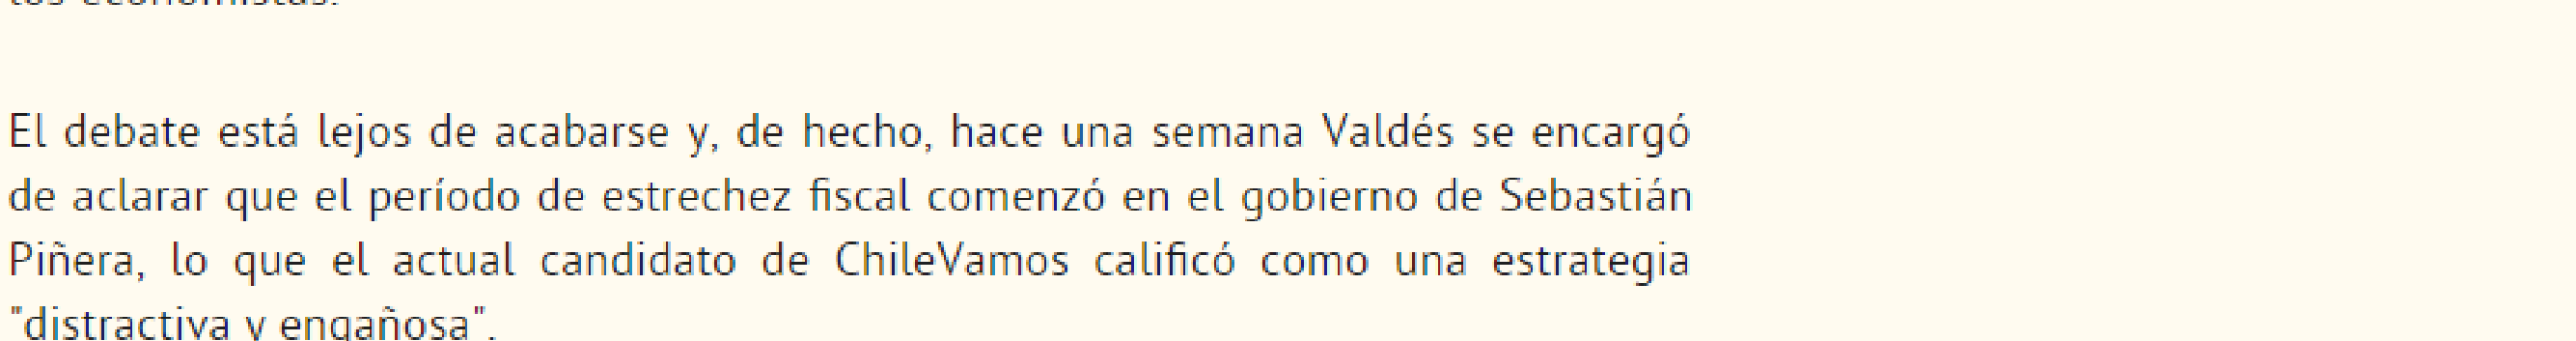 los economistas.
El debate está lejos de acabarse y, de hecho, hace una semana Valdés se encargó
de aclarar que el período de estrechez fiscal comenzó en el gobierno de Sebastián
Piñera, lo que el actual candidato de ChileVamos calificó como una estrategia
"distractiva y engañosa".